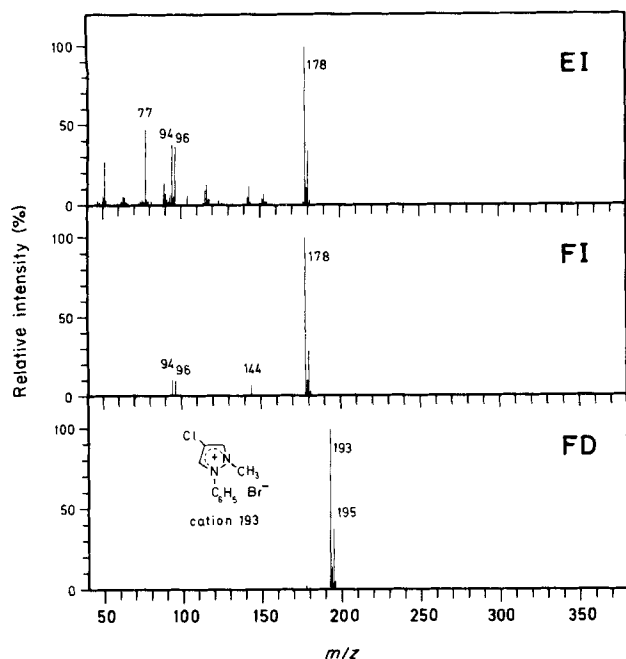 100
50
0
77
94
96
178
EI
100
50
0
94
96
144
178
FI
100
50
0
Cl
+
N
N
CH3
C6H5 Br−
cation 193
193
195
FD
50 100 150 200 250 300 350
m/z
Relative intensity (%)